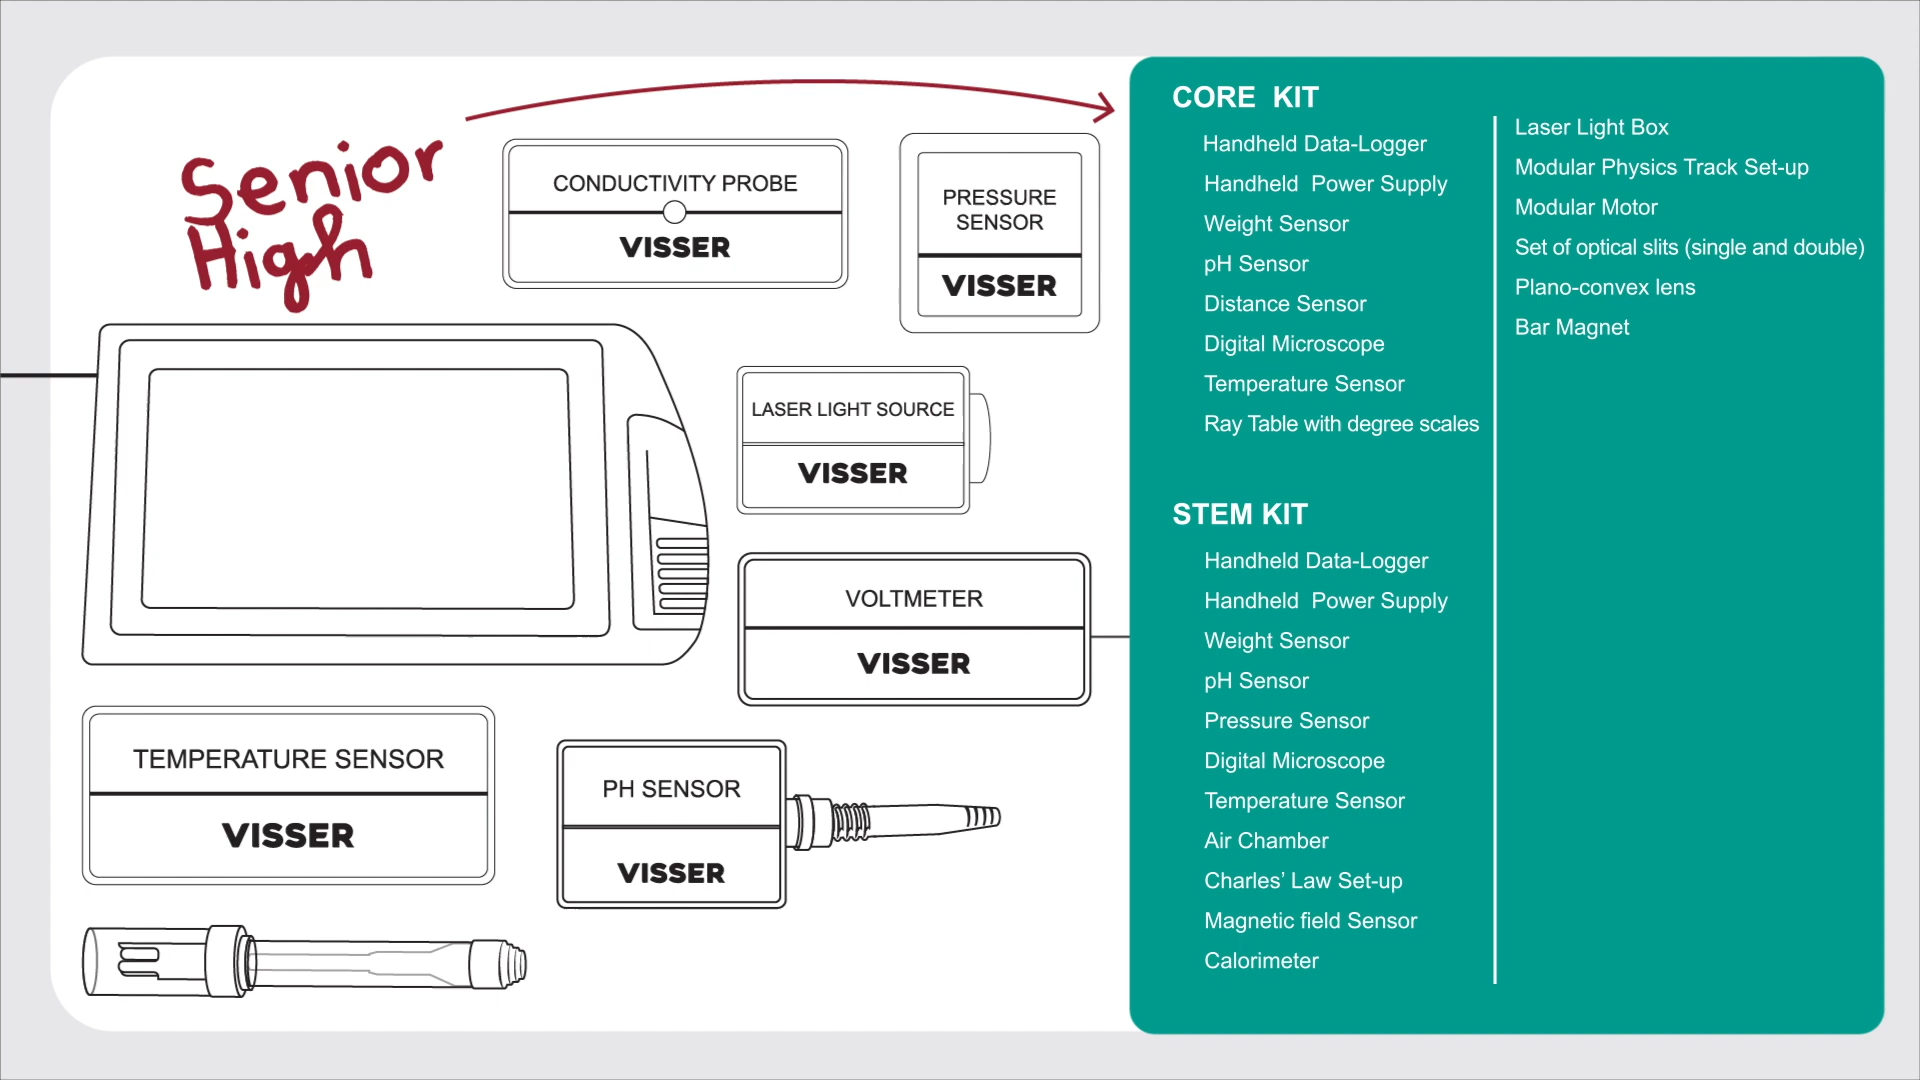 Senior
High
CONDUCTIVITY PROBE
VISSER
PRESSURE
SENSOR
VISSER
LASER LIGHT SOURCE
VISSER
VOLTMETER
VISSER
TEMPERATURE SENSOR
VISSER
PH SENSOR
VISSER
CORE KIT
Handheld Data-Logger
Handheld Power Supply
Weight Sensor
pH Sensor
Distance Sensor
Digital Microscope
Temperature Sensor
Ray Table with degree scales
STEM KIT
Handheld Data-Logger
Handheld Power Supply
Weight Sensor
pH Sensor
Pressure Sensor
Digital Microscope
Temperature Sensor
Air Chamber
Charles’ Law Set-up
Magnetic field Sensor
Calorimeter
Laser Light Box
Modular Physics Track Set-up
Modular Motor
Set of optical slits (single and double)
Plano-convex lens
Bar Magnet